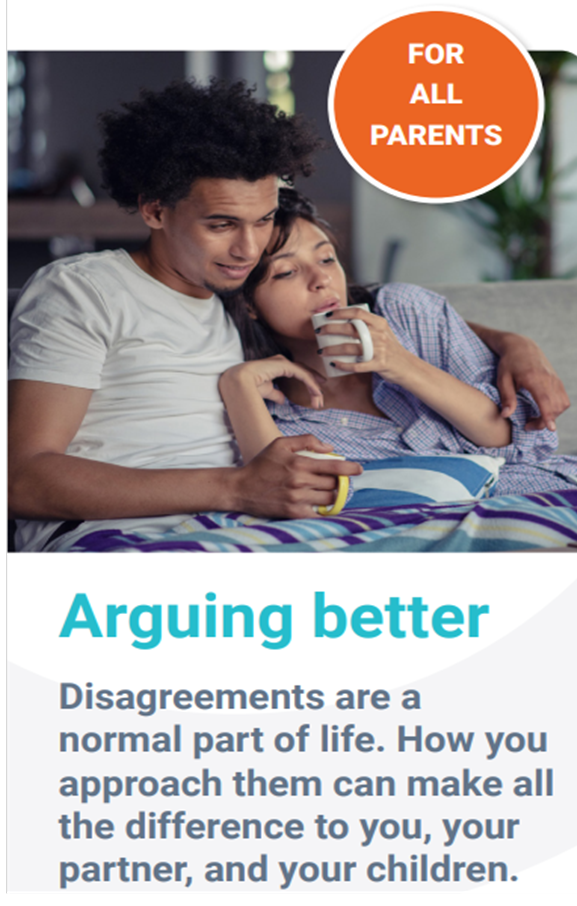 FOR
ALL
PARENTS
Arguing better
Disagreements are a
normal part of life. How you
approach them can make all
the difference to you, your
partner, and your children.